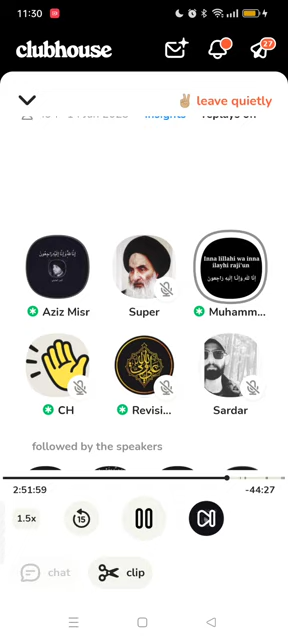 11:30
clubhouse
27
✌🏼 leave quietly
Insights
replays on
Aziz Misr
Super
Inna lillahi wa inna
ilayhi raji'un
إنا لله وإنا إليه راجعون
Muhamm...
CH
Revisi...
Sardar
followed by the speakers
2:51:59
-44:27
1.5x
15
chat
clip